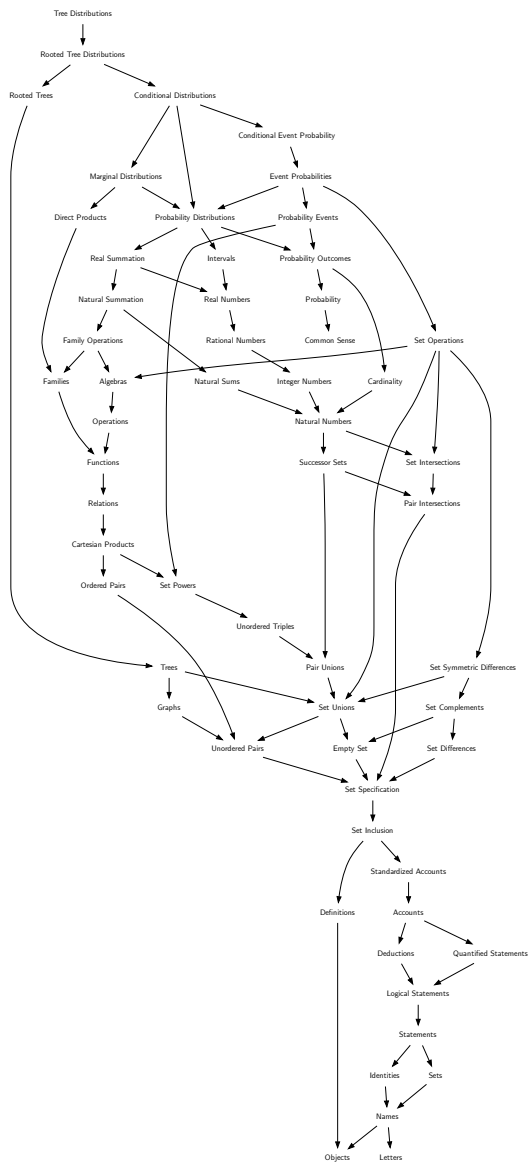 Tree Distributions
Rooted Tree Distributions
Rooted Trees
Conditional Distributions
Conditional Event Probability
Marginal Distributions
Event Probabilities
Direct Products
Probability Distributions
Probability Events
Real Summation
Intervals
Probability Outcomes
Natural Summation
Real Numbers
Probability
Family Operations
Rational Numbers
Common Sense
Set Operations
Families
Algebras
Natural Sums
Integer Numbers
Cardinality
Operations
Natural Numbers
Functions
Successor Sets
Set Intersections
Relations
Pair Intersections
Cartesian Products
Ordered Pairs
Set Powers
Unordered Triples
Trees
Pair Unions
Set Symmetric Differences
Graphs
Set Unions
Set Complements
Unordered Pairs
Empty Set
Set Differences
Set Specification
Set Inclusion
Standardized Accounts
Definitions
Accounts
Deductions
Quantified Statements
Logical Statements
Statements
Identities
Sets
Names
Objects
Letters